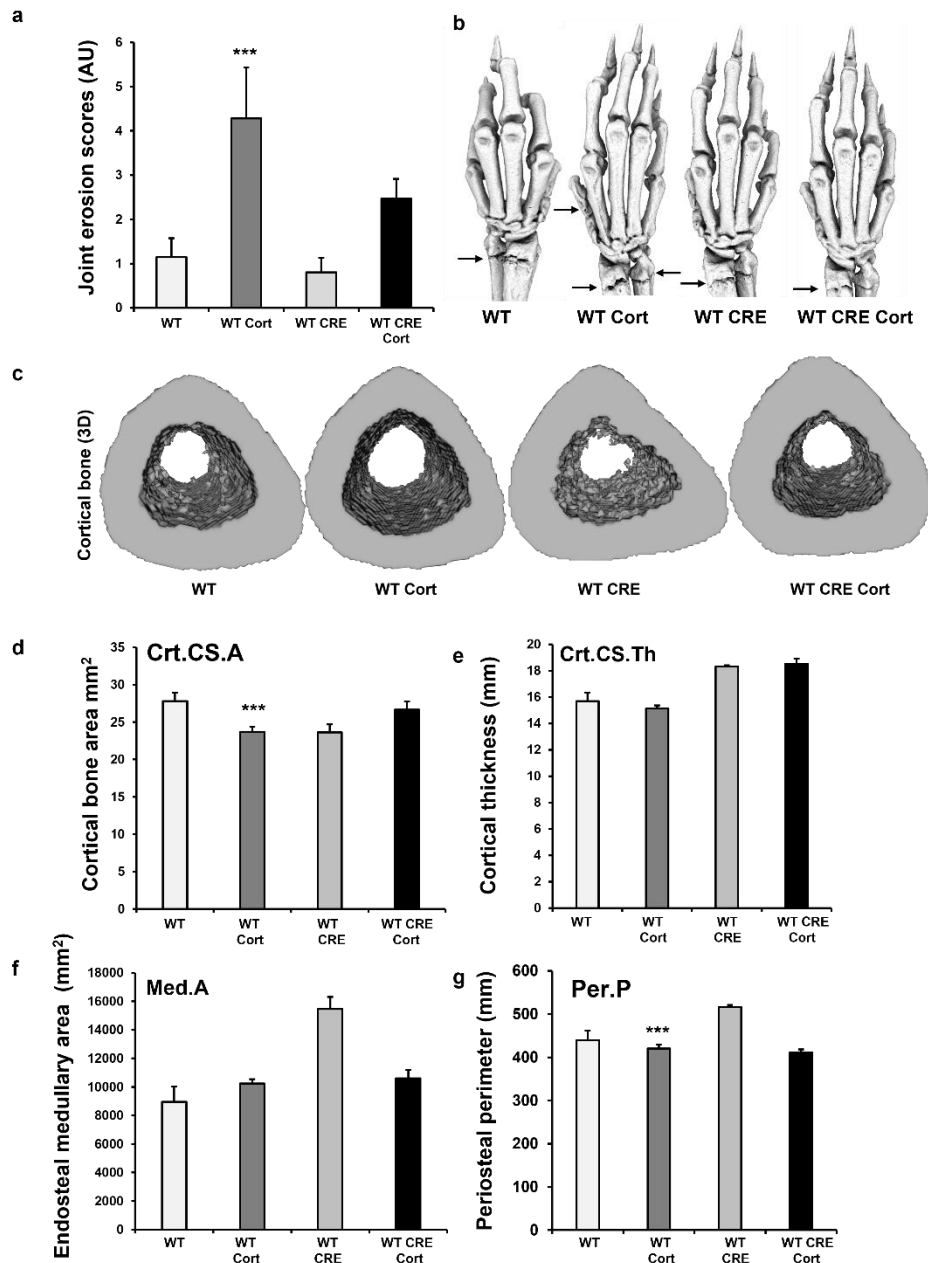 a
Joint erosion scores (AU)
6
5
4
3
2
1
0
***
WT
WT Cort
WT CRE
WT CRE
Cort
b
WT
WT Cort
WT CRE
WT CRE Cort
c
Cortical bone (3D)
WT
WT Cort
WT CRE
WT CRE Cort
d
Crt.CS.A
Cortical bone area mm²
35
30
25
20
15
10
5
0
***
WT
WT
Cort
WT
CRE
WT CRE
Cort
e
Crt.CS.Th
Cortical thickness (mm)
20
18
16
14
12
10
8
6
4
2
0
WT
WT
Cort
WT
CRE
WT CRE
Cort
f
Med.A
Endosteal medullary area (mm²)
18000
16000
14000
12000
10000
8000
6000
4000
2000
0
WT
WT
Cort
WT
CRE
WT CRE
Cort
g
Per.P
Periosteal perimeter (mm)
600
500
400
300
200
100
0
***
WT
WT
Cort
WT
CRE
WT CRE
Cort